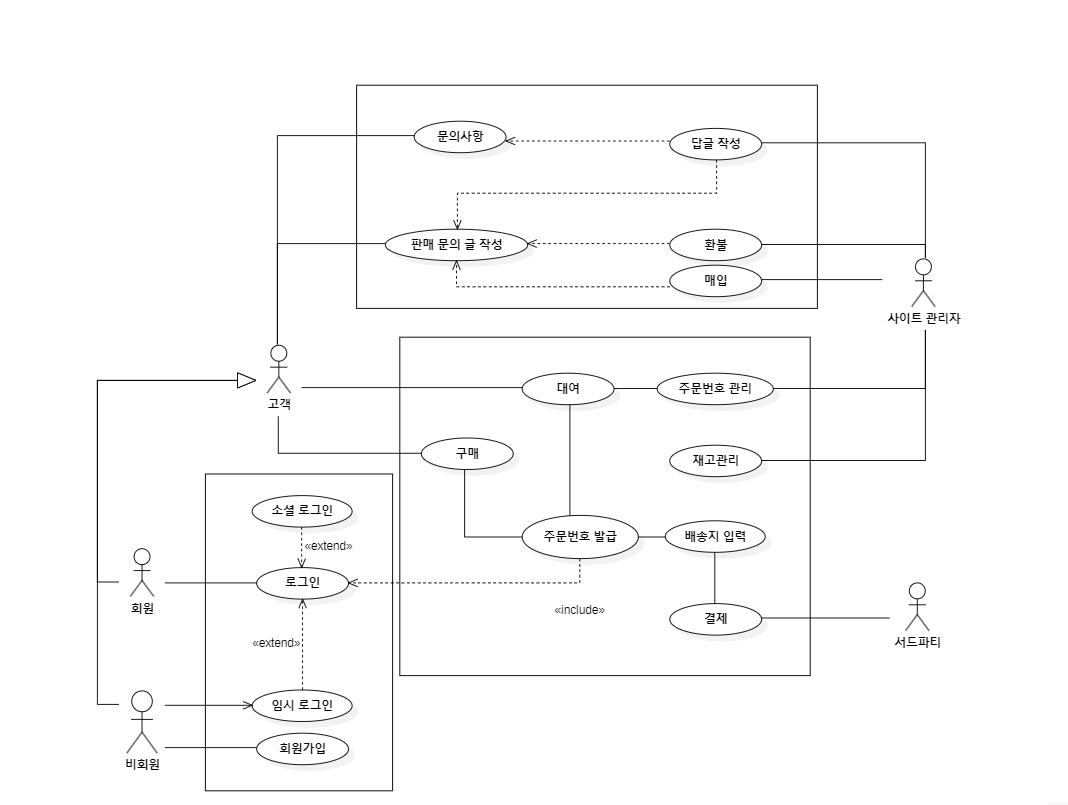 문의사항
답글 작성
판매 문의 글 작성
환불
매입
사이트 관리자
고객
대여
주문번호 관리
구매
재고관리
소셜 로그인
주문번호 발급
배송지 입력
«extend»
로그인
회원
«include»
결제
서드파티
«extend»
임시 로그인
회원가입
비회원